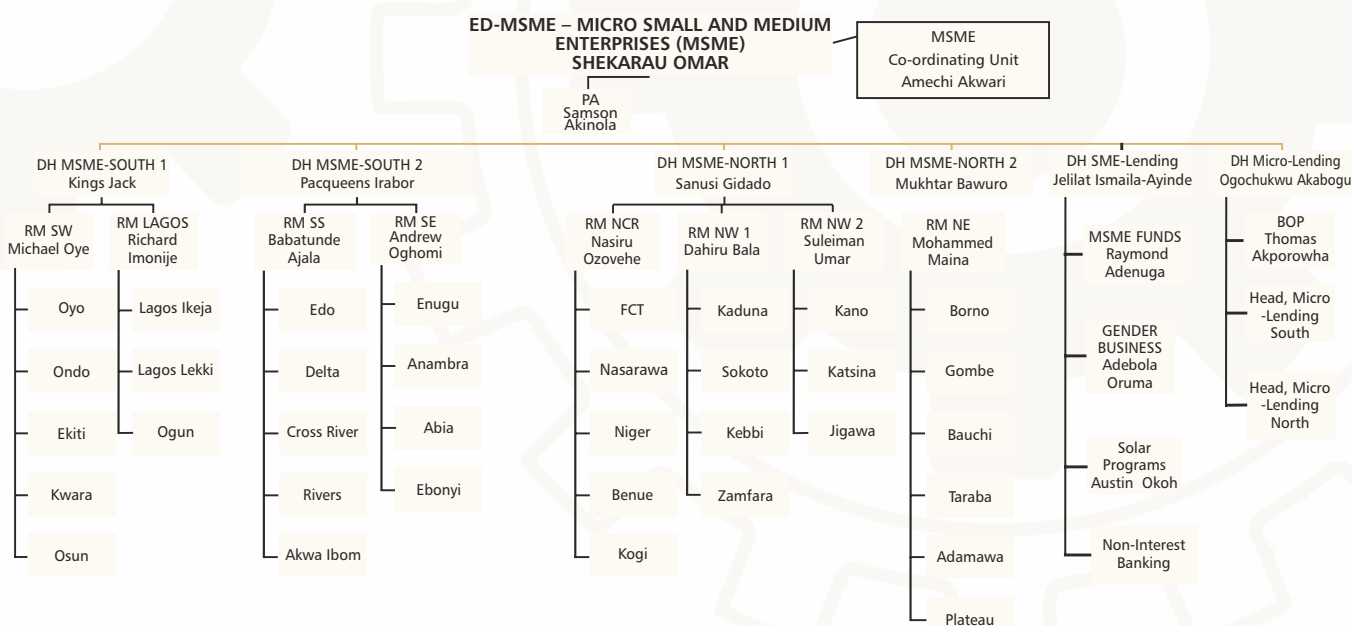 ED-MSME – MICRO SMALL AND MEDIUM
ENTERPRISES (MSME)
SHEKARAU OMAR
MSME
Co-ordinating Unit
Amechi Akwari
PA
Samson
Akinola
DH MSME-SOUTH 1
Kings Jack
RM SW
Michael Oye
Oyo
Ondo
Ekiti
Kwara
Osun
RM LAGOS
Richard
Imonije
Lagos Ikeja
Lagos Lekki
Ogun
DH MSME-SOUTH 2
Pacqueens Irabor
RM SS
Babatunde
Ajala
Edo
Delta
Cross River
Rivers
Akwa Ibom
RM SE
Andrew
Oghomi
Enugu
Anambra
Abia
Ebonyi
DH MSME-NORTH 1
Sanusi Gidado
RM NCR
Nasiru
Ozovehe
FCT
Nasarawa
Niger
Benue
Kogi
RM NW 1
Dahiru Bala
Kaduna
Sokoto
Kebbi
Zamfara
RM NW 2
Suleiman
Umar
Kano
Katsina
Jigawa
DH MSME-NORTH 2
Mukhtar Bawuro
RM NE
Mohammed
Maina
Borno
Gombe
Bauchi
Taraba
Adamawa
Plateau
DH SME-Lending
Jelilat Ismaila-Ayinde
MSME FUNDS
Raymond
Adenuga
GENDER
BUSINESS
Adebola
Oruma
Solar
Programs
Austin Okoh
Non-Interest
Banking
DH Micro-Lending
Ogochukwu Akabogu
BOP
Thomas
Akporowha
Head, Micro
-Lending
South
Head, Micro
-Lending
North